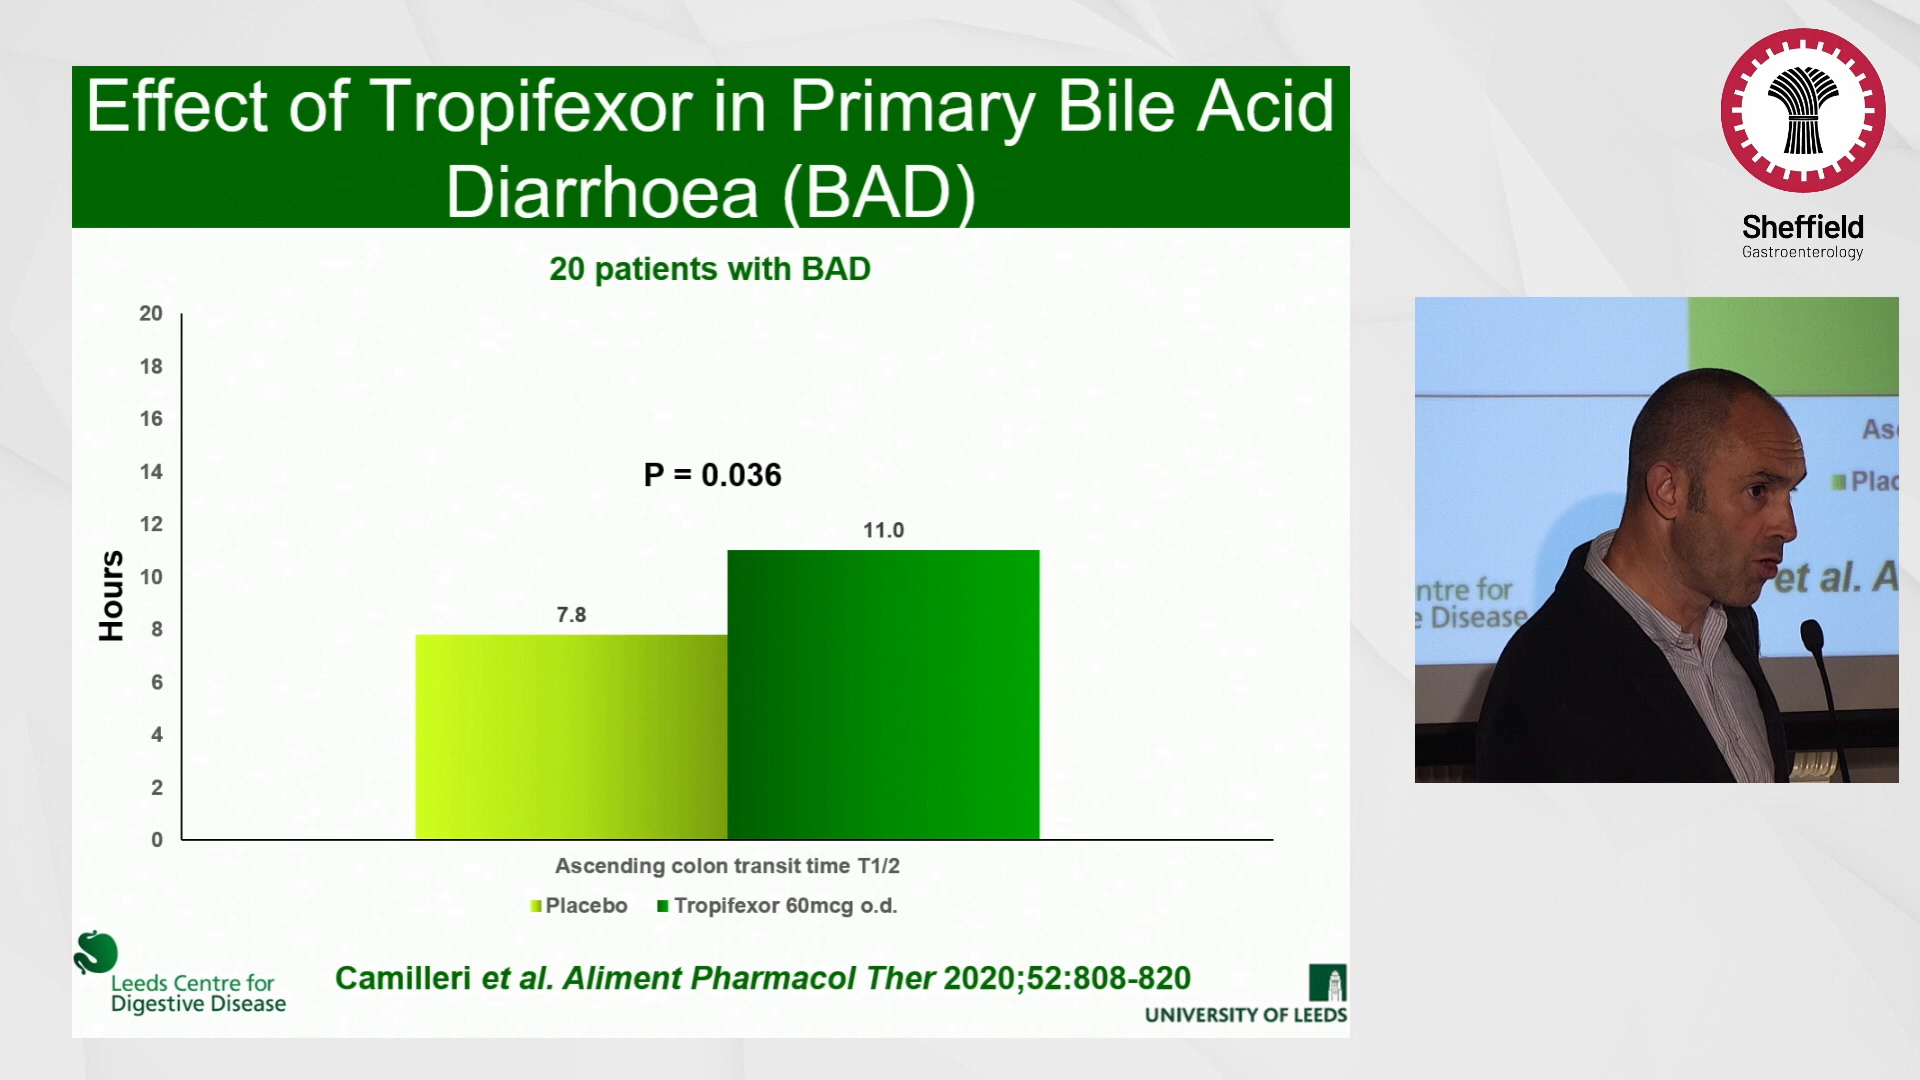 Effect of Tropifexor in Primary Bile Acid
Diarrhoea (BAD)
20 patients with BAD
20
18
16
14
12
10
8
6
4
2
0
Hours
P = 0.036
7.8
11.0
Ascending colon transit time T1/2
Placebo
Tropifexor 60mcg o.d.
Leeds Centre for
Digestive Disease
Camilleri et al. Aliment Pharmacol Ther 2020;52:808-820
UNIVERSITY OF LEEDS
Sheffield
Gastroenterology
As
Plac
et al. A
ntre for
e Disease